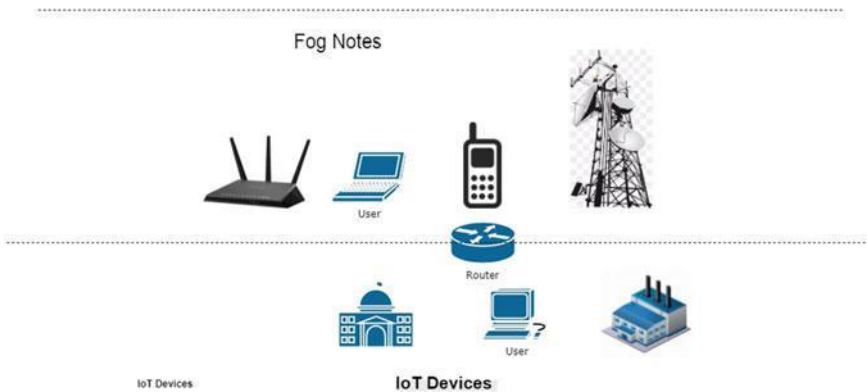 Fog Notes
User
Router
User
IoT Devices
IoT Devices